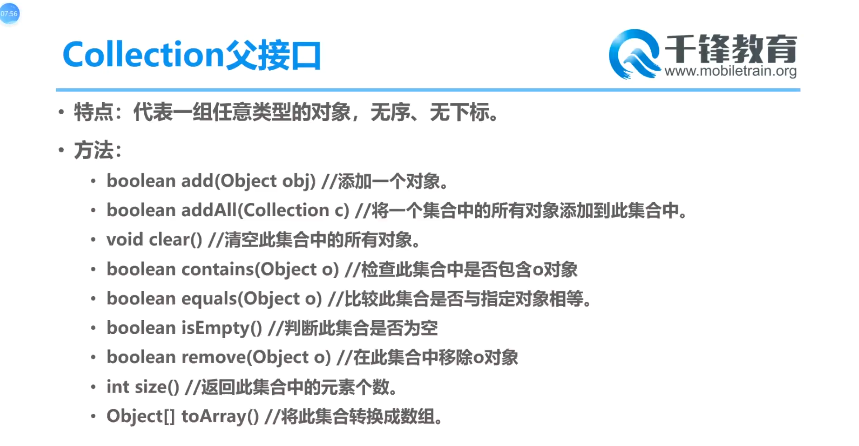 07:56
Collection父接口
千锋教育
www.mobiletrain.org
• 特点：代表一组任意类型的对象，无序、无下标。
• 方法：
• boolean add(Object obj) //添加一个对象。
• boolean addAll(Collection c) //将一个集合中的所有对象添加到此集合中。
• void clear() //清空此集合中的所有对象。
• boolean contains(Object o) //检查此集合中是否包含o对象
• boolean equals(Object o) //比较此集合是否与指定对象相等。
• boolean isEmpty() //判断此集合是否为空
• boolean remove(Object o) //在此集合中移除o对象
• int size() //返回此集合中的元素个数。
• Object[] toArray() //将此集合转换成数组。